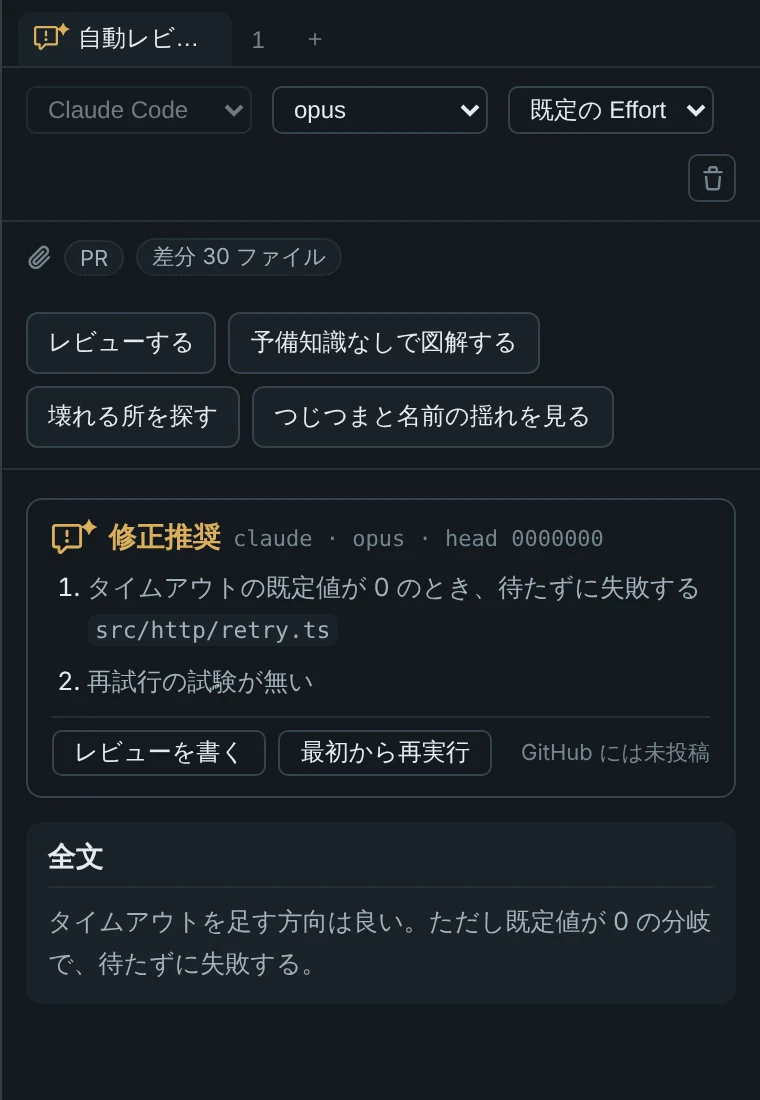 自動レビ…
1
+
Claude Code
opus
既定の Effort
PR
差分 30 ファイル
レビューする
予備知識なしで図解する
壊れる所を探す
つじつまと名前の揺れを見る
修正推奨 claude · opus · head 0000000
1. タイムアウトの既定値が 0 のとき、待たずに失敗する
src/http/retry.ts
2. 再試行の試験が無い
レビューを書く
最初から再実行
GitHub には未投稿
全文
タイムアウトを足す方向は良い。ただし既定値が 0 の分岐
で、待たずに失敗する。